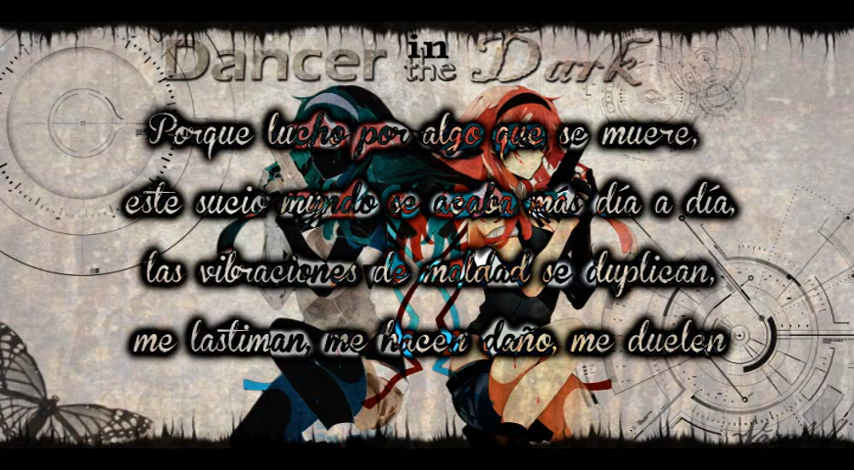 Dancer in the Dark
Porque lucho por algo que se muere,
este sucio mundo se acaba más día a día,
las vibraciones de maldad se duplican,
me lastiman, me hacen daño, me duelen